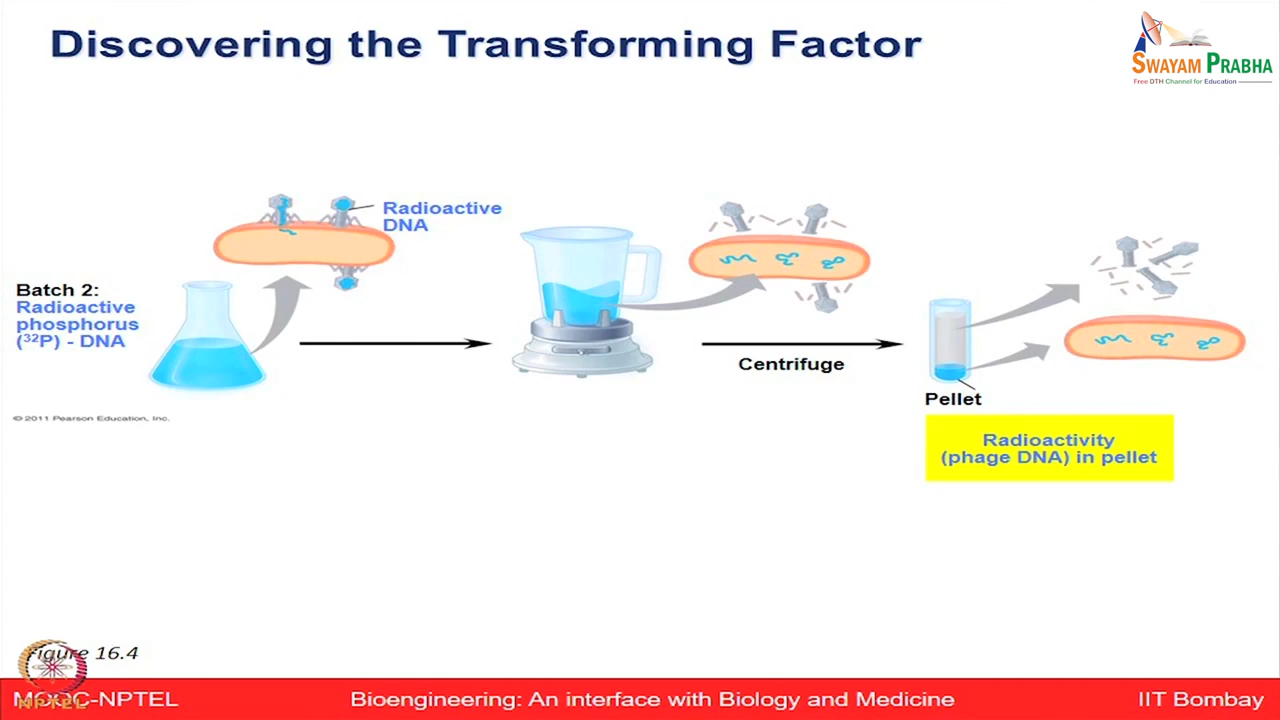 Discovering the Transforming Factor
SWAYAM PRABHA
Free DTH Channel for Education
Radioactive
DNA
Batch 2:
Radioactive
phosphorus
(³²P) - DNA
Centrifuge
Pellet
Radioactivity
(phage DNA) in pellet
© 2011 Pearson Education, Inc.
Figure 16.4
NPTEL
MOOC-NPTEL
Bioengineering: An interface with Biology and Medicine
IIT Bombay